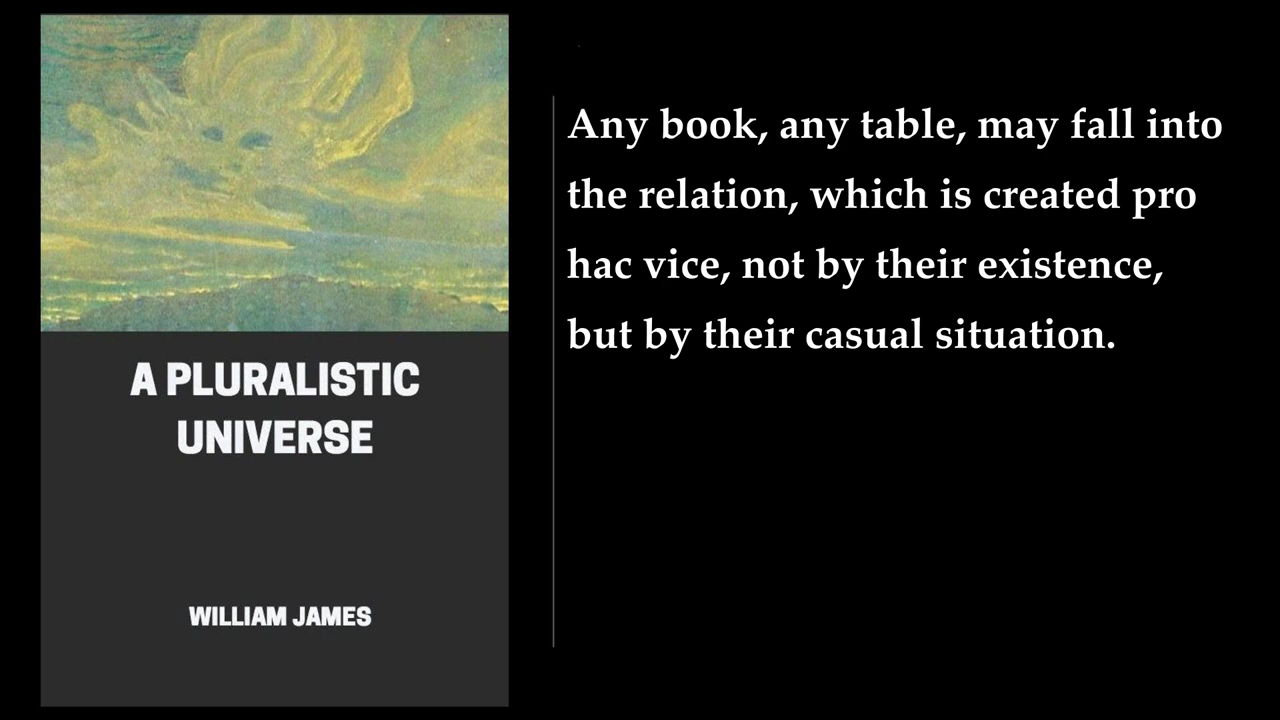 A PLURALISTIC
UNIVERSE
WILLIAM JAMES
Any book, any table, may fall into
the relation, which is created pro
hac vice, not by their existence,
but by their casual situation.